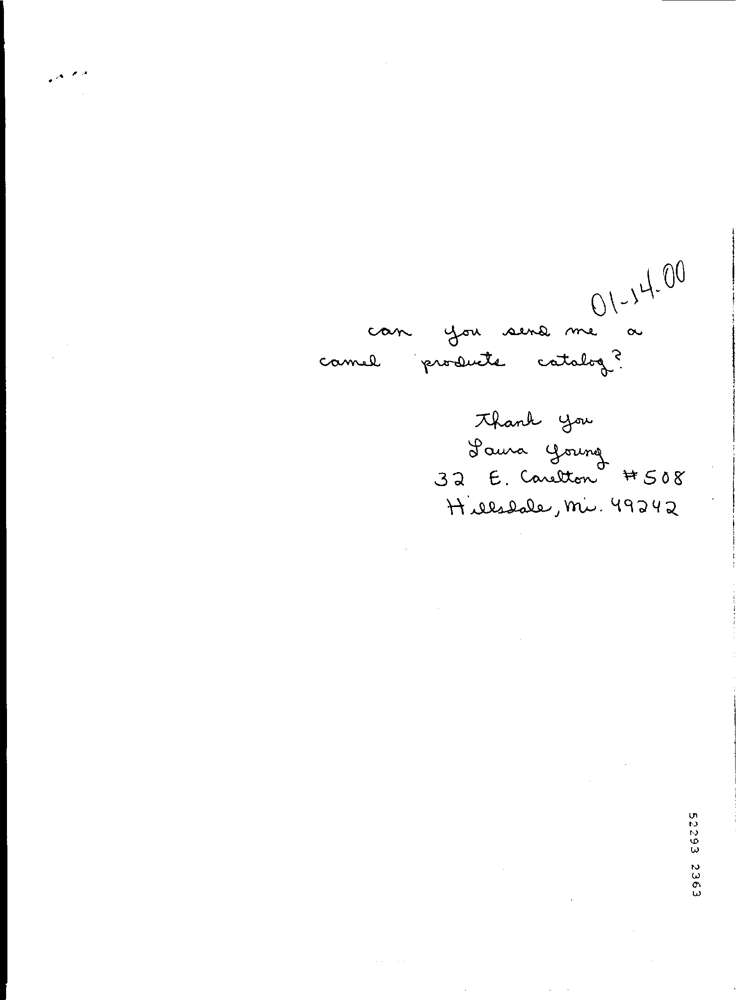 01-14-00
can you send me a
camel products catalog?
Thank you
Laura Young
32 E. Carelton #508
Hillsdale, Mi. 49242
52293 2363